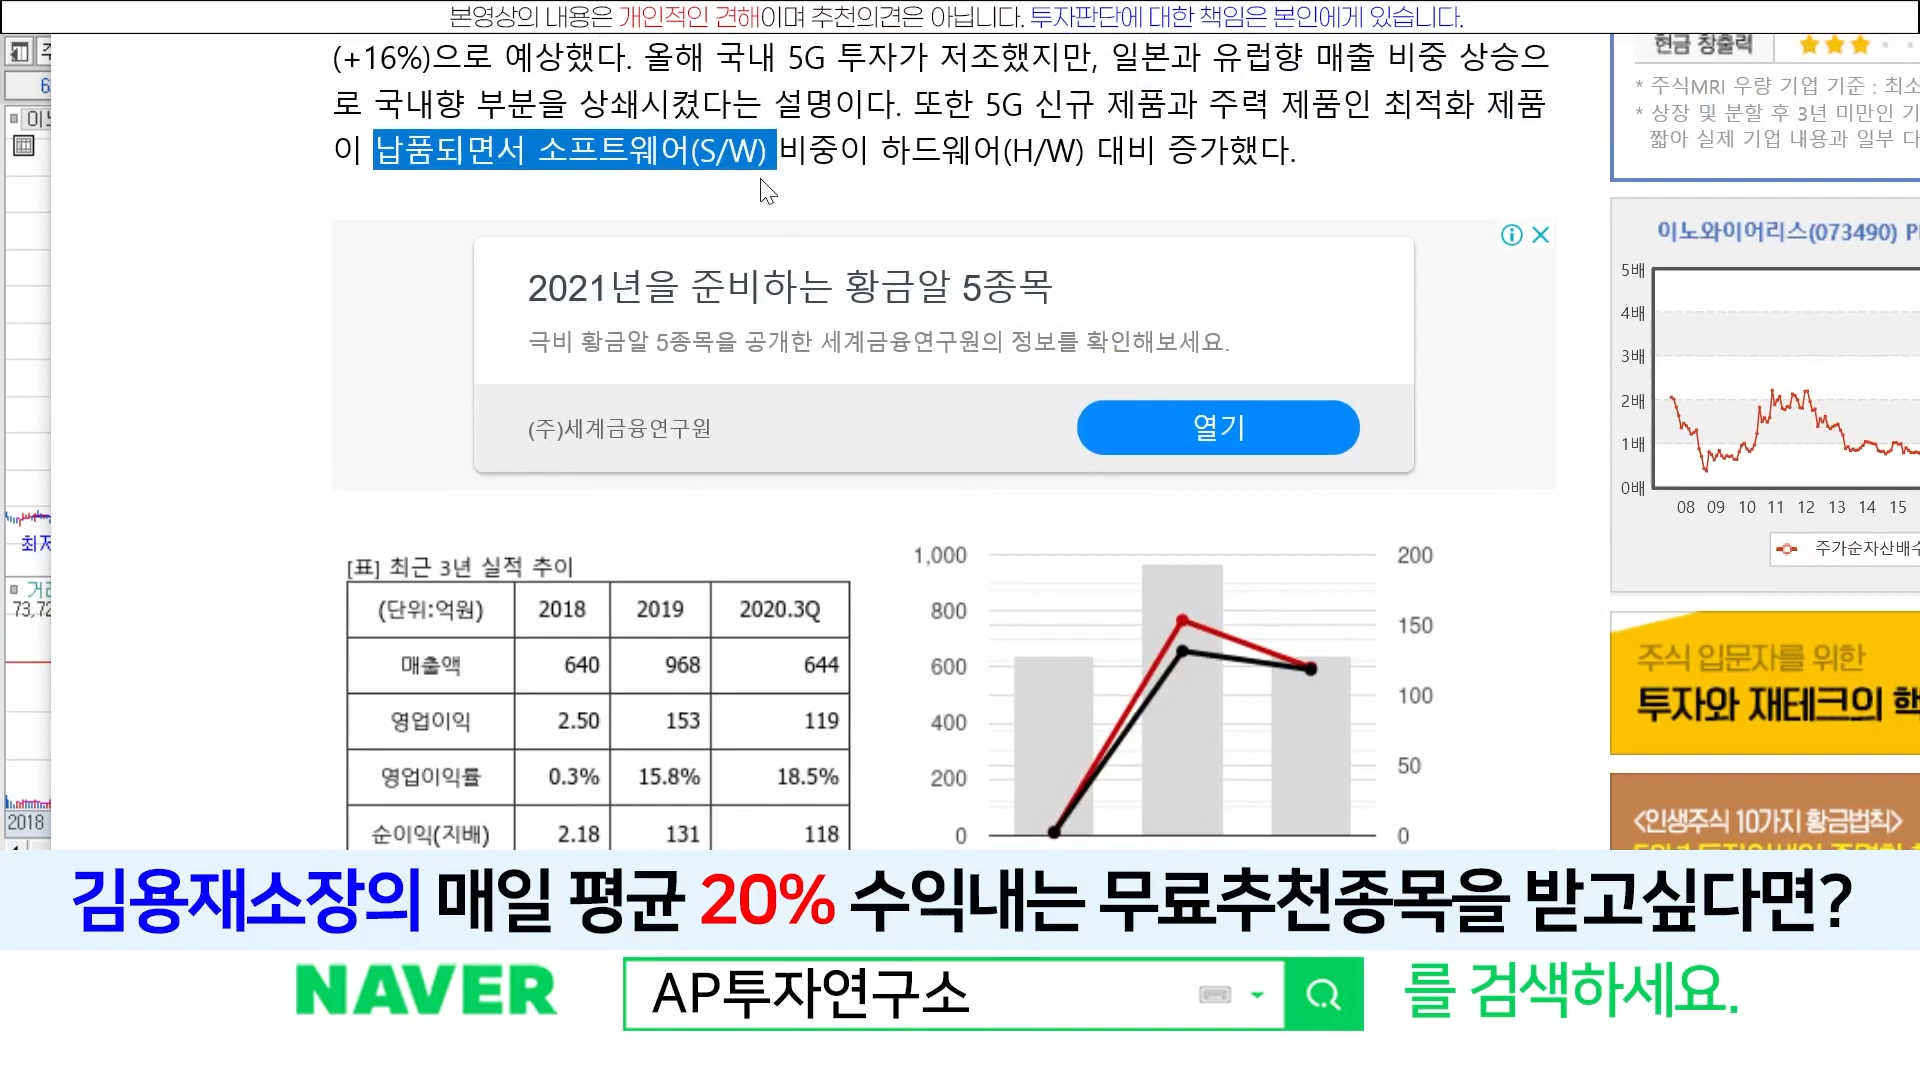 본영상의 내용은 개인적인 견해이며 추천의견은 아닙니다. 투자판단에 대한 책임은 본인에게 있습니다.
(+16%)으로 예상했다. 올해 국내 5G 투자가 저조했지만, 일본과 유럽향 매출 비중 상승으
로 국내향 부분을 상쇄시켰다는 설명이다. 또한 5G 신규 제품과 주력 제품인 최적화 제품
이 납품되면서 소프트웨어(S/W) 비중이 하드웨어(H/W) 대비 증가했다.
2021년을 준비하는 황금알 5종목
극비 황금알 5종목을 공개한 세계금융연구원의 정보를 확인해보세요.
(주)세계금융연구원
열기
[표] 최근 3년 실적 추이
(단위:억원) 2018 2019 2020.3Q
매출액 640 968 644
영업이익 2.50 153 119
영업이익률 0.3% 15.8% 18.5%
순이익(지배) 2.18 131 118
1,000
800
600
400
200
0
200
150
100
50
0
현금 창출력
* 주식MRI 우량 기업 기준 : 최소
* 상장 및 분할 후 3년 미만인 기
짧아 실제 기업 내용과 일부 다
이노와이어리스(073490) P
5배
4배
3배
2배
1배
0배
08 09 10 11 12 13 14 15
주가순자산배수
주식 입문자를 위한
투자와 재테크의 핵
<인생주식 10가지 황금법칙>
최저
거래
73,72
2018
김용재소장의 매일 평균 20% 수익내는 무료추천종목을 받고싶다면?
NAVER
AP투자연구소
를 검색하세요.